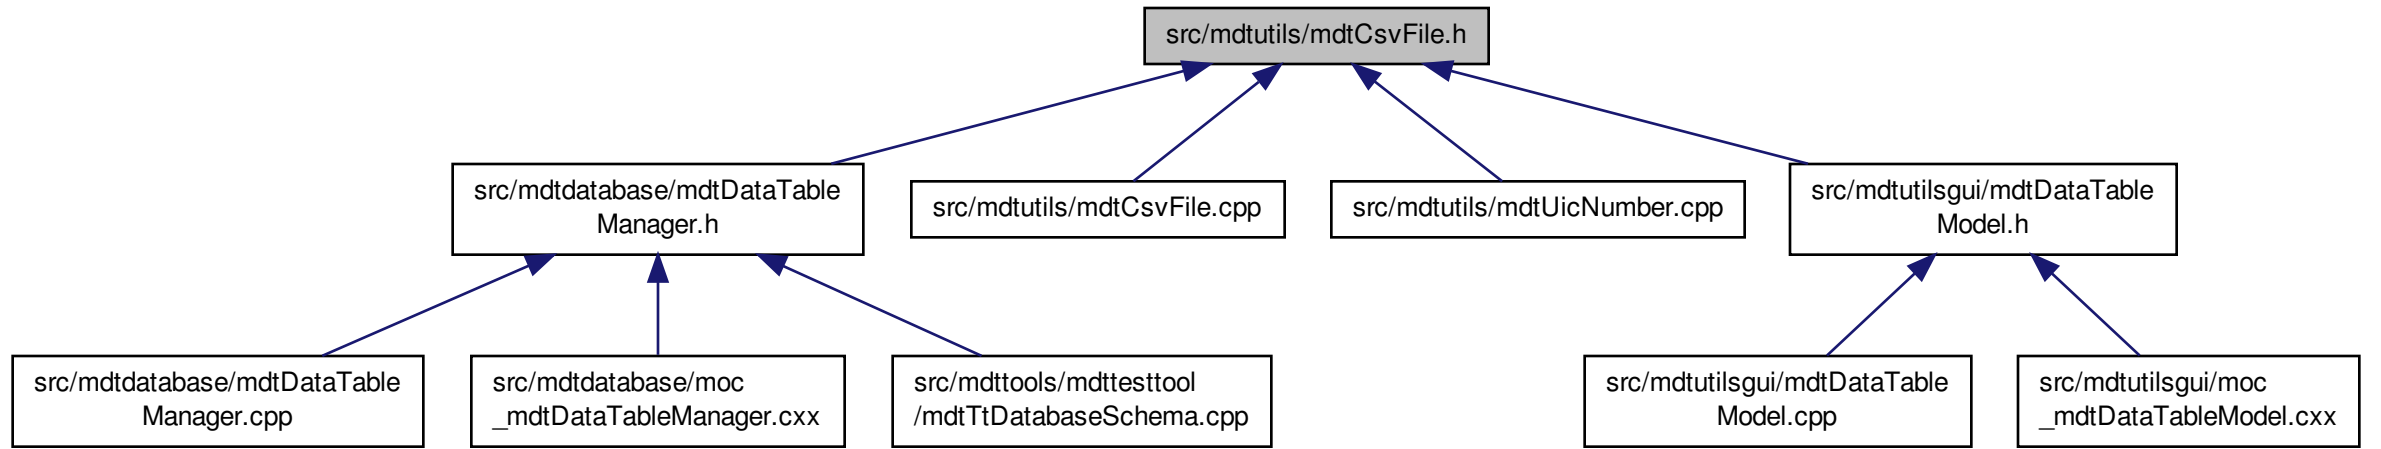 src/mdtutils/mdtCsvFile.h
src/mdtdatabase/mdtDataTable
Manager.h
src/mdtutils/mdtCsvFile.cpp
src/mdtutils/mdtUicNumber.cpp
src/mdtutilsgui/mdtDataTable
Model.h
src/mdtdatabase/mdtDataTable
Manager.cpp
src/mdtdatabase/moc
_mdtDataTableManager.cxx
src/mdttools/mdttesttool
/mdtTtDatabaseSchema.cpp
src/mdtutilsgui/mdtDataTable
Model.cpp
src/mdtutilsgui/moc
_mdtDataTableModel.cxx